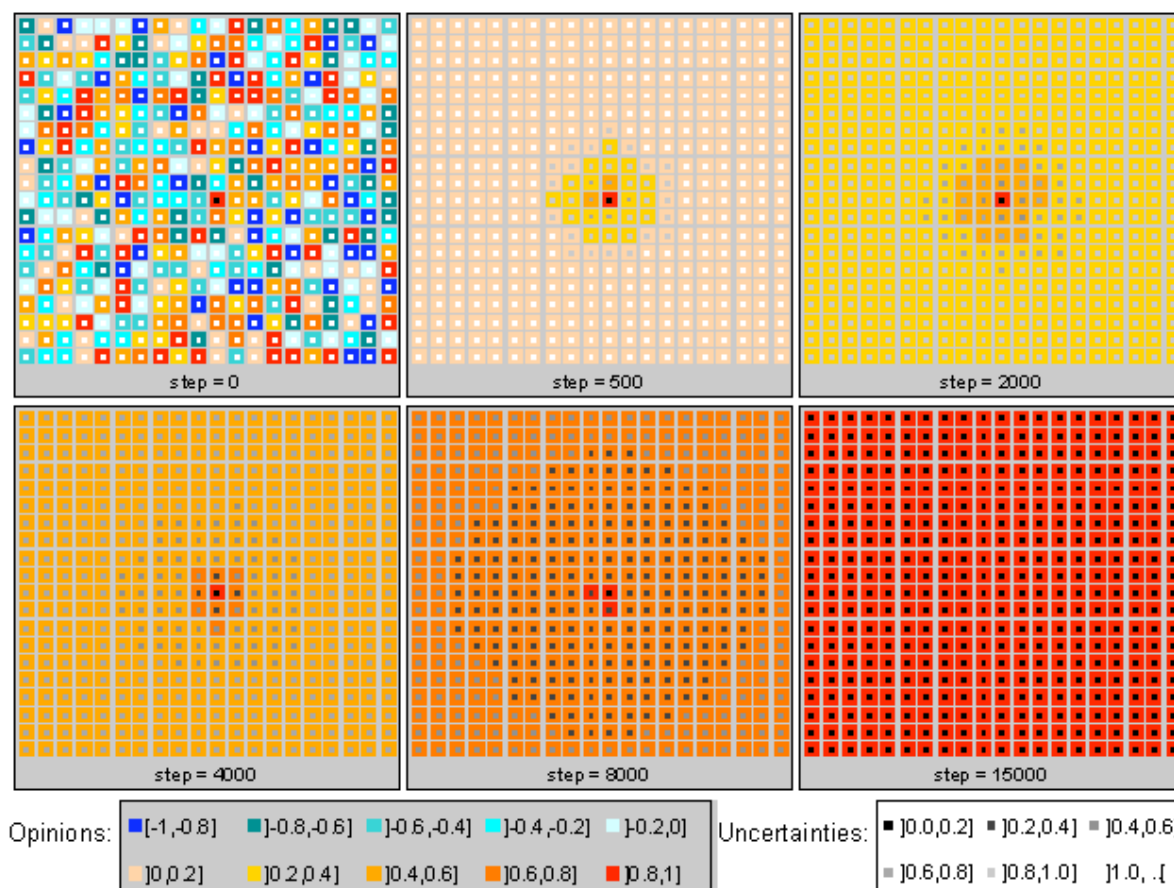 step = 0
step = 500
step = 2000
step = 4000
step = 8000
step = 15000
Opinions: [-1,-0.8] ]-0.8,-0.6] ]-0.6,-0.4] ]-0.4,-0.2] ]-0.2,0]
]0,0.2] ]0.2,0.4] ]0.4,0.6] ]0.6,0.8] ]0.8,1]
Uncertainties: ]0.0,0.2] ]0.2,0.4] ]0.4,0.6
]0.6,0.8] ]0.8,1.0] ]1.0, ..[